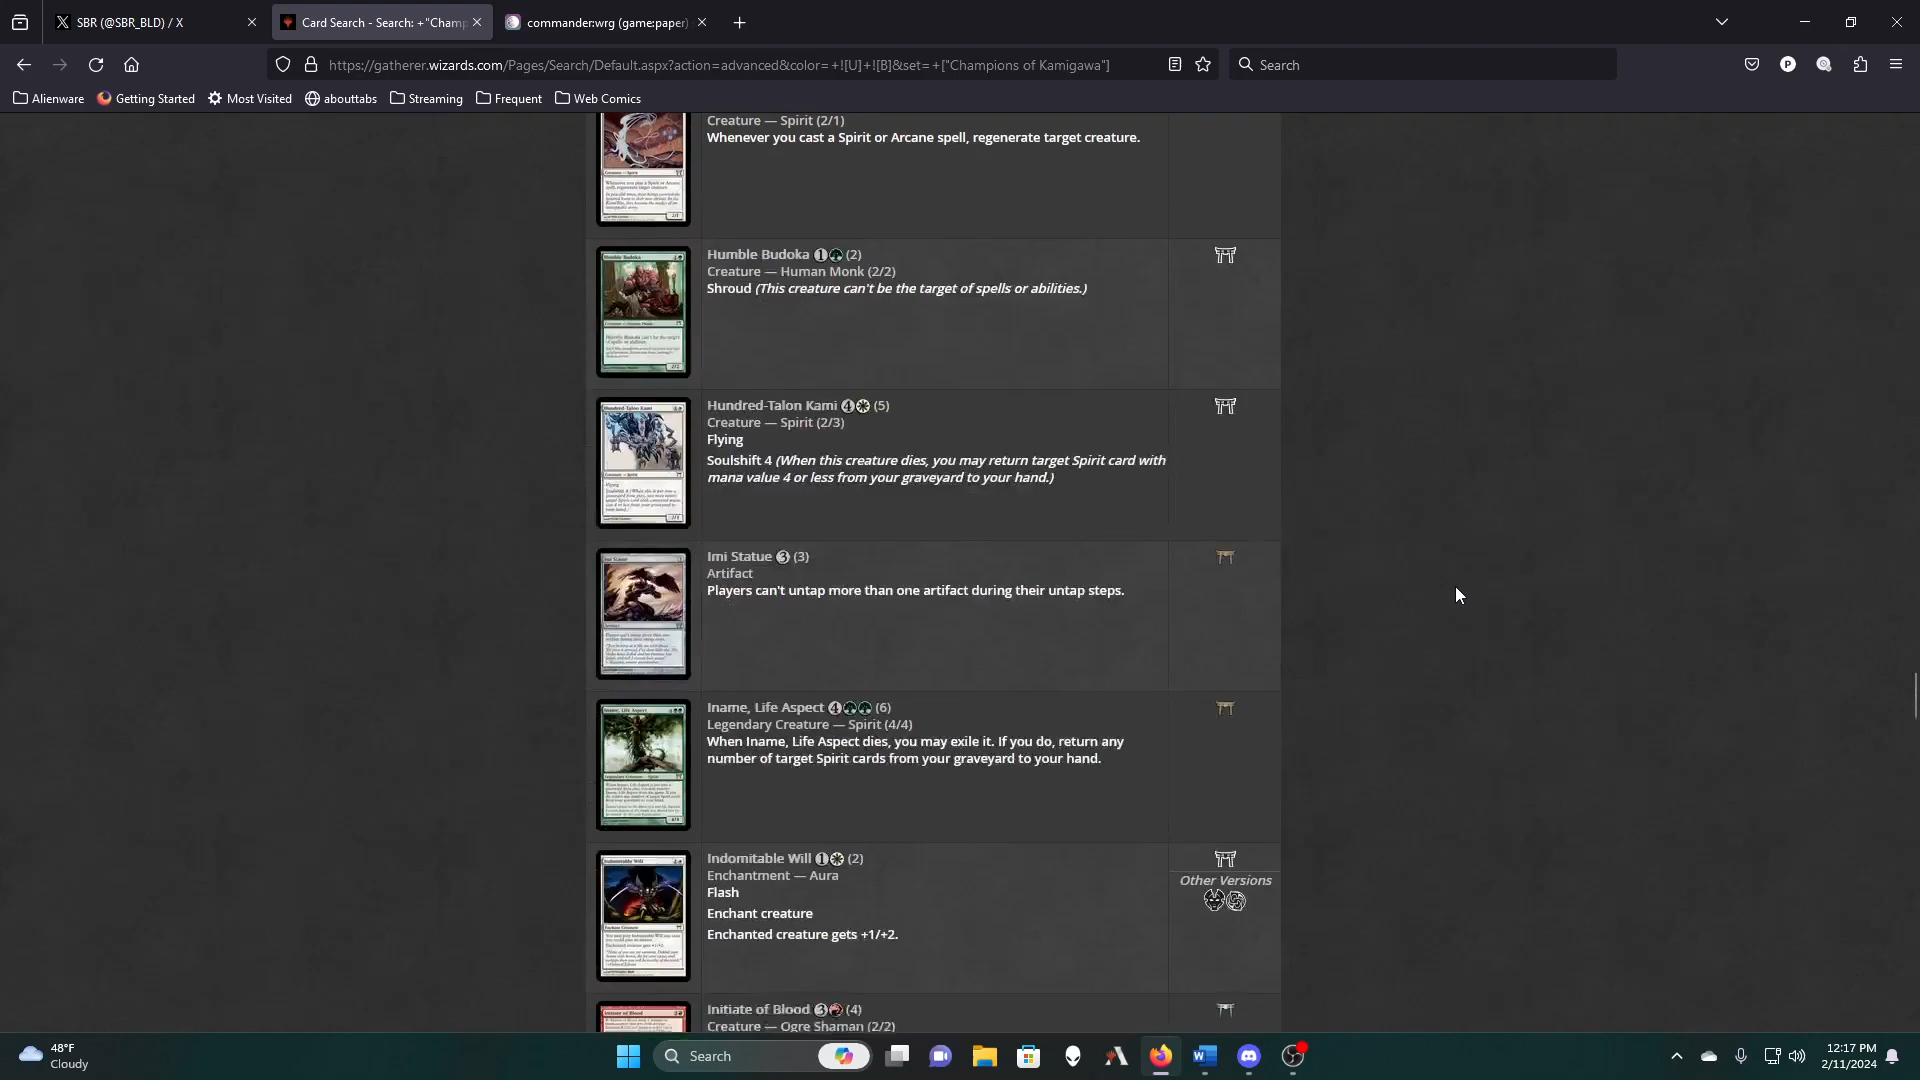 SBR (@SBR_BLD) / X
Card Search - Search: +"Champ
commander:wrg (game:paper)
https://gatherer.wizards.com/Pages/Search/Default.aspx?action=advanced&color=+![U]+![B]&set=+["Champions of Kamigawa"]
Search
Alienware
Getting Started
Most Visited
abouttabs
Streaming
Frequent
Web Comics
Creature — Spirit (2/1)
Whenever you cast a Spirit or Arcane spell, regenerate target creature.
Humble Budoka 1 (2)
Creature — Human Monk (2/2)
Shroud (This creature can't be the target of spells or abilities.)
Hundred-Talon Kami 4 (5)
Creature — Spirit (2/3)
Flying
Soulshift 4 (When this creature dies, you may return target Spirit card with
mana value 4 or less from your graveyard to your hand.)
Imi Statue 3 (3)
Artifact
Players can't untap more than one artifact during their untap steps.
Iname, Life Aspect 4 (6)
Legendary Creature — Spirit (4/4)
When Iname, Life Aspect dies, you may exile it. If you do, return any
number of target Spirit cards from your graveyard to your hand.
Indomitable Will 1 (2)
Enchantment — Aura
Flash
Enchant creature
Enchanted creature gets +1/+2.
Other Versions
Initiate of Blood 3 (4)
Creature — Ogre Shaman (2/2)
48°F
Cloudy
Search
12:17 PM
2/11/2024